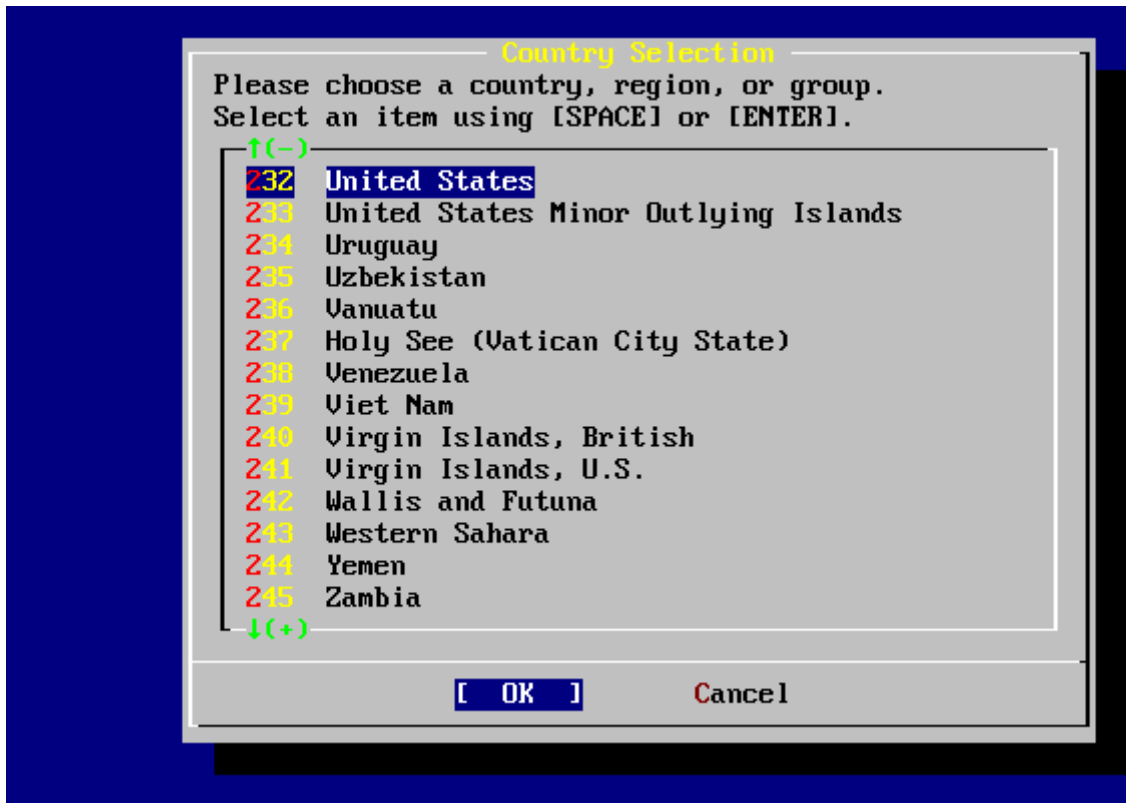 Country Selection
Please choose a country, region, or group.
Select an item using [SPACE] or [ENTER].
↑(-)
232 United States
233 United States Minor Outlying Islands
234 Uruguay
235 Uzbekistan
236 Vanuatu
237 Holy See (Vatican City State)
238 Venezuela
239 Viet Nam
240 Virgin Islands, British
241 Virgin Islands, U.S.
242 Wallis and Futuna
243 Western Sahara
244 Yemen
245 Zambia
↓(+)
[ OK ] Cancel